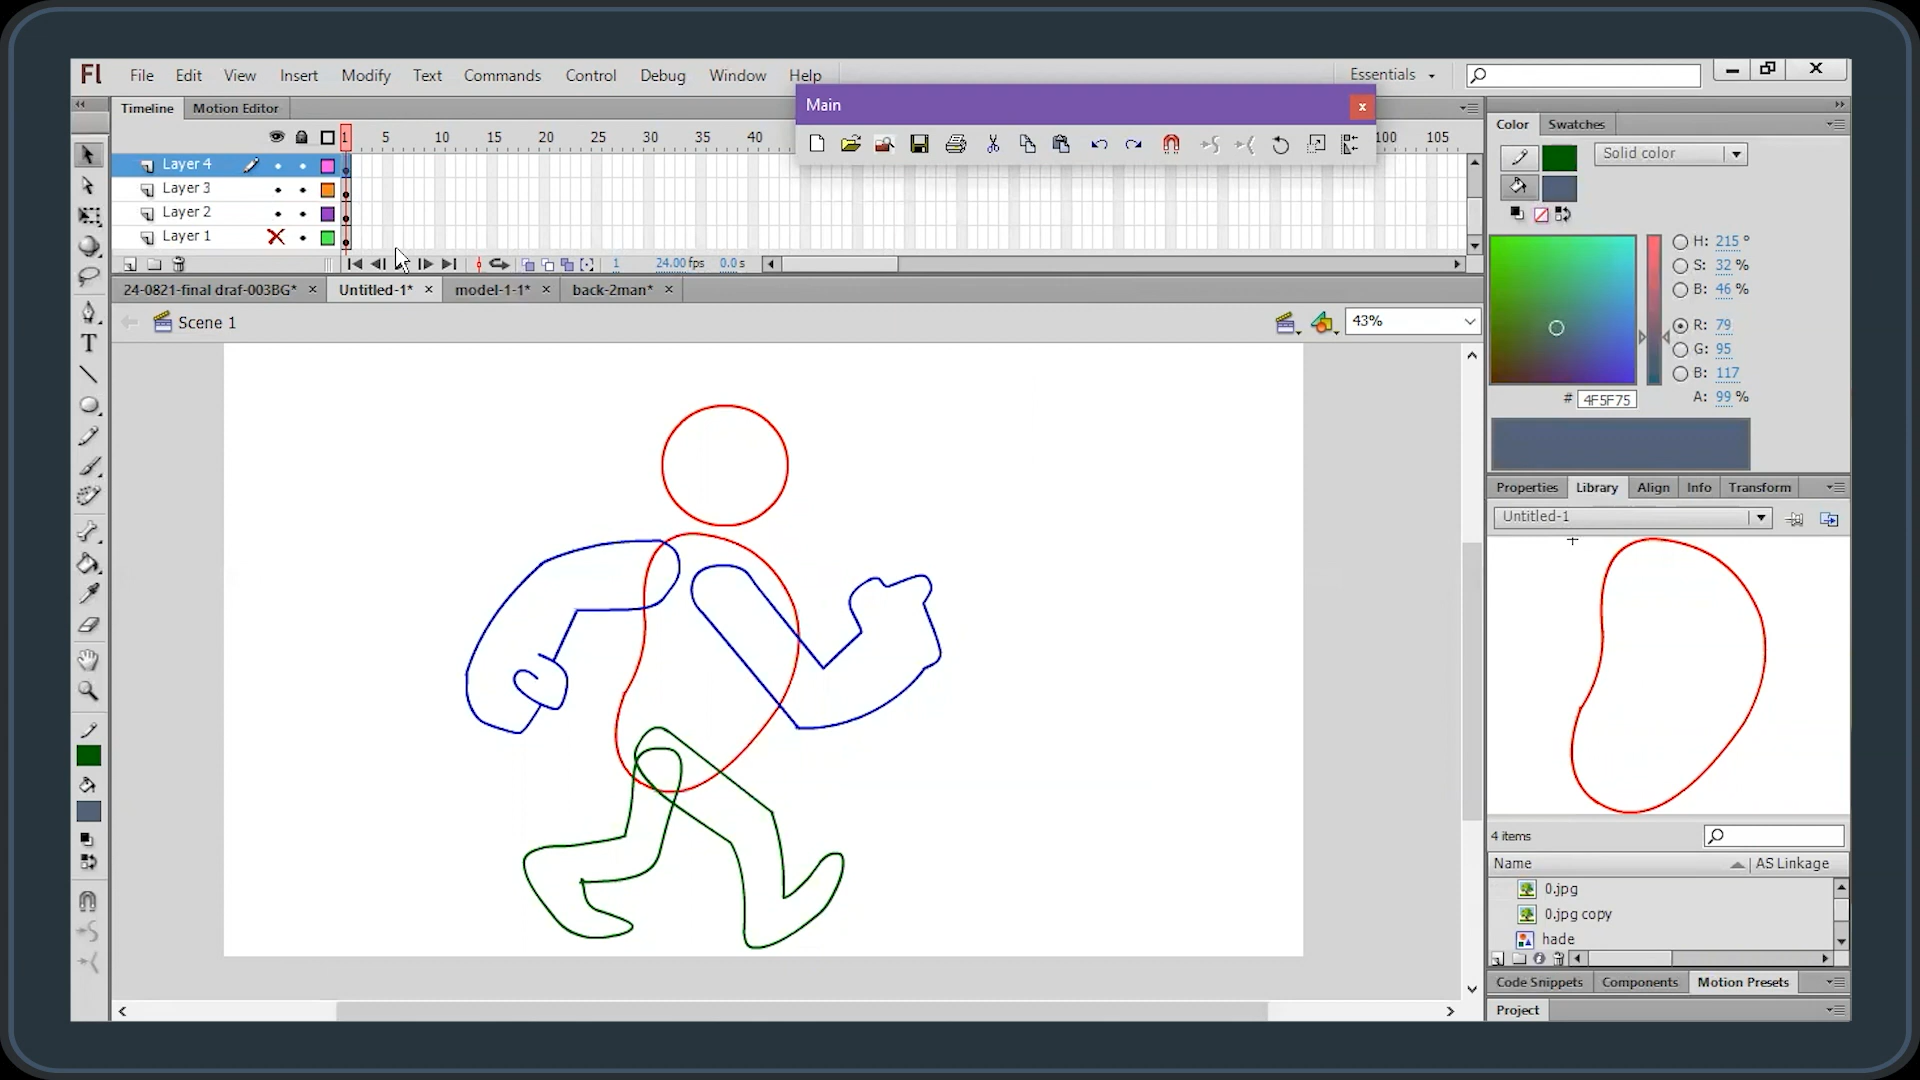 Fl File Edit View Insert Modify Text Commands Control Debug Window Help Essentials
Main x
Timeline Motion Editor
1 5 10 15 20 25 30 35 40 100 105
Layer 4
Layer 3
Layer 2
Layer 1
1 24.00 fps 0.0 s
24-0821-final draf-003BG* × Untitled-1* × model-1-1* × back-2man* ×
Scene 1 43%
T
Color Swatches
Solid color
H: 215 °
S: 32 %
B: 46 %
R: 79
G: 95
B: 117
# 4F5F75 A: 99 %
Properties Library Align Info Transform
Untitled-1
4 items
Name AS Linkage
0.jpg
0.jpg copy
hade
Code Snippets Components Motion Presets
Project